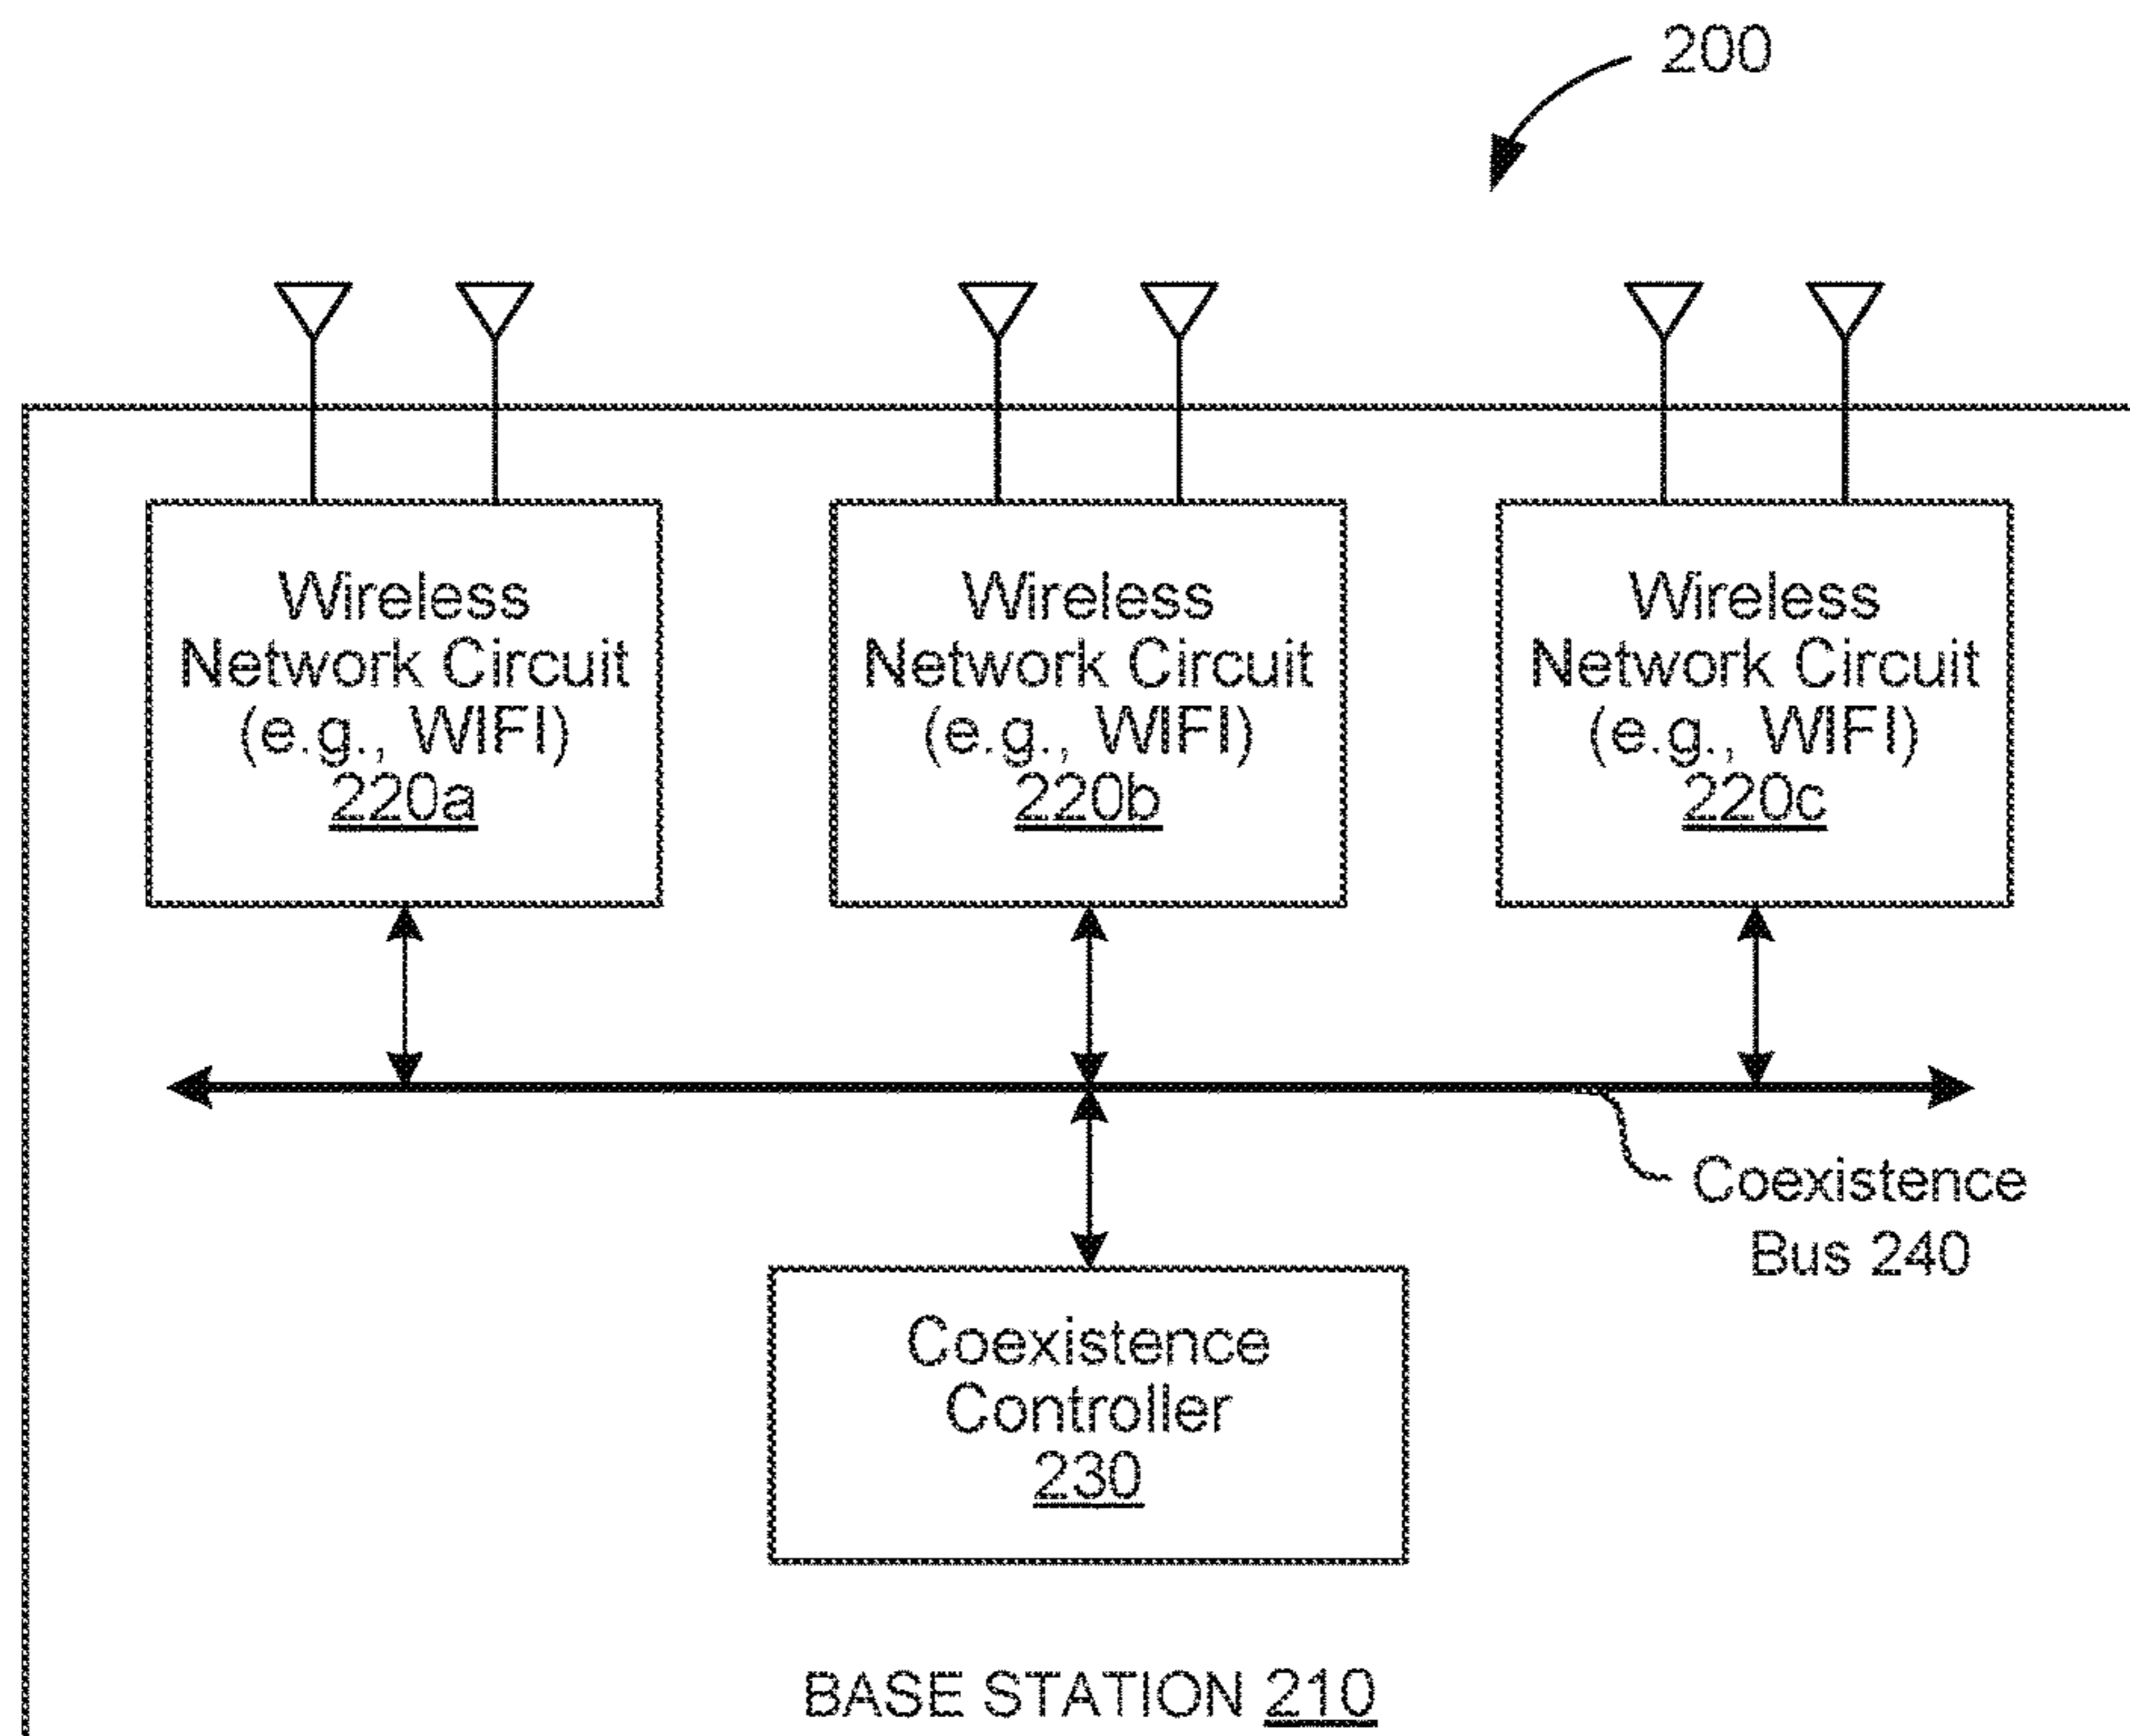 200
Wireless
Network Circuit
(e.g., WIFI)
220a
Wireless
Network Circuit
(e.g., WIFI)
220b
Wireless
Network Circuit
(e.g., WIFI)
220c
Coexistence
Bus 240
Coexistence
Controller
230
BASE STATION 210